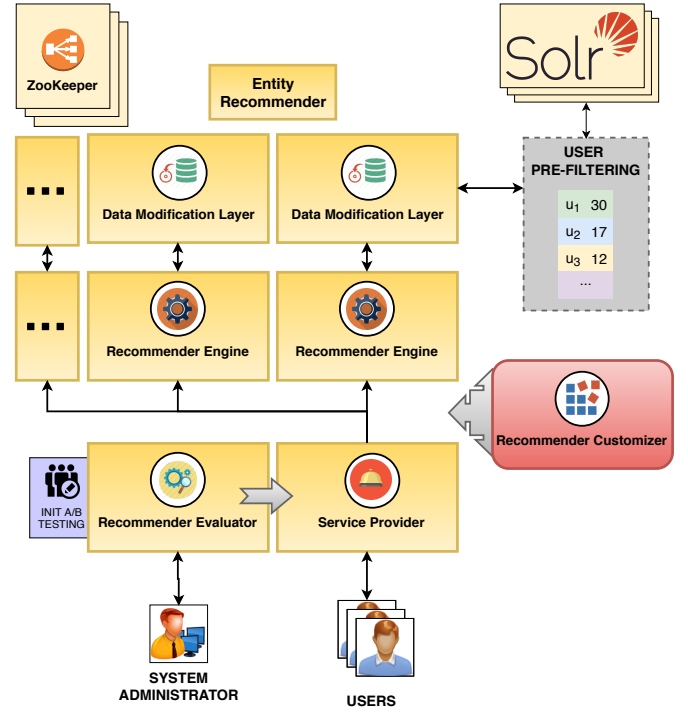 ZooKeeper
Entity
Recommender
Solr
USER
PRE-FILTERING
u1 30
u2 17
u3 12
...
...
Data Modification Layer
Data Modification Layer
...
Recommender Engine
Recommender Engine
Recommender Customizer
INIT A/B
TESTING
Recommender Evaluator
Service Provider
SYSTEM
ADMINISTRATOR
USERS